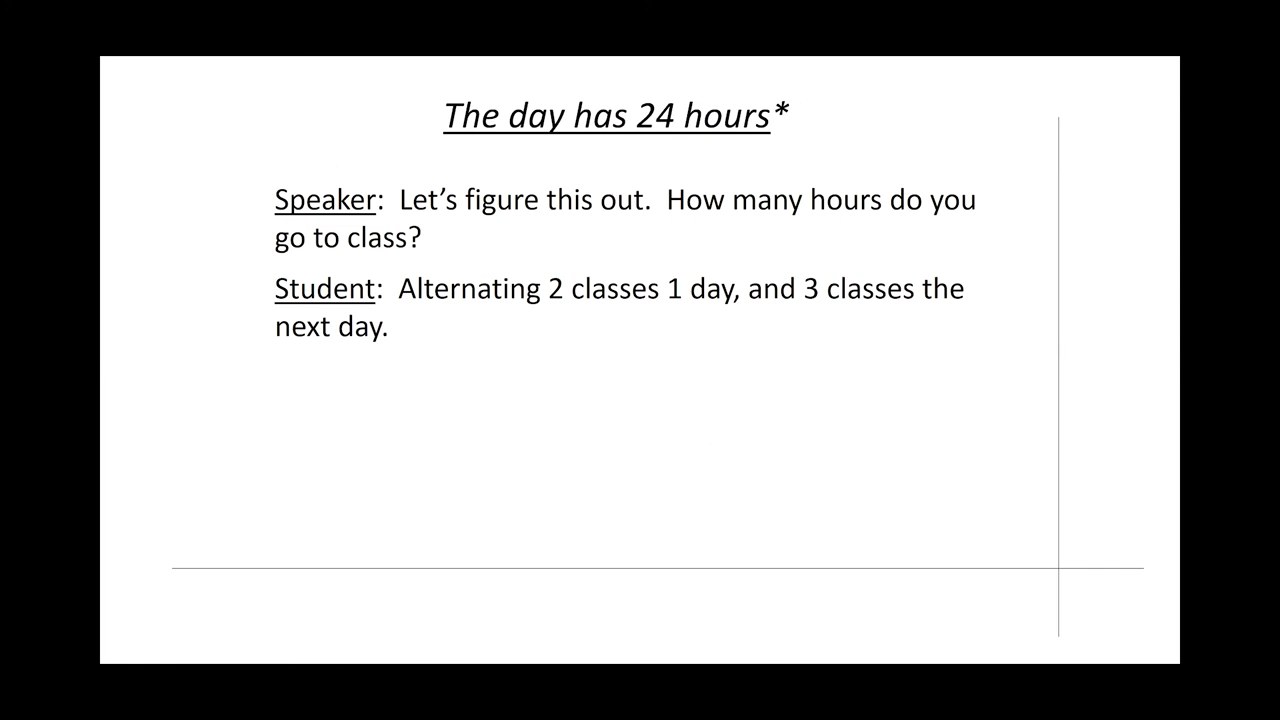 The day has 24 hours*
Speaker:  Let’s figure this out.  How many hours do you
go to class?
Student:  Alternating 2 classes 1 day, and 3 classes the
next day.